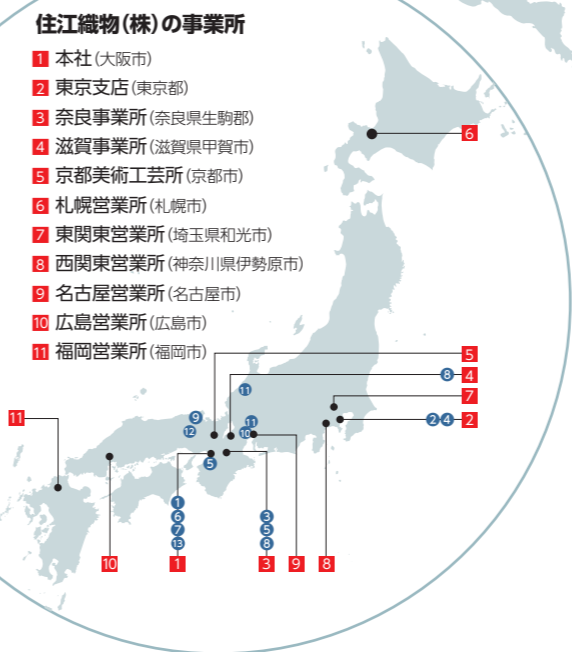 住江織物(株)の事業所
1 本社(大阪市)
2 東京支店(東京都)
3 奈良事業所(奈良県生駒郡)
4 滋賀事業所(滋賀県甲賀市)
5 京都美術工芸所(京都市)
6 札幌営業所(札幌市)
7 東関東営業所(埼玉県和光市)
8 西関東営業所(神奈川県伊勢原市)
9 名古屋営業所(名古屋市)
10 広島営業所(広島市)
11 福岡営業所(福岡市)
6
5
8 4
11
7
9
11
2 4 2
11
12
10
5
1
3
6
5
7
8
13
10
1
3
9
8